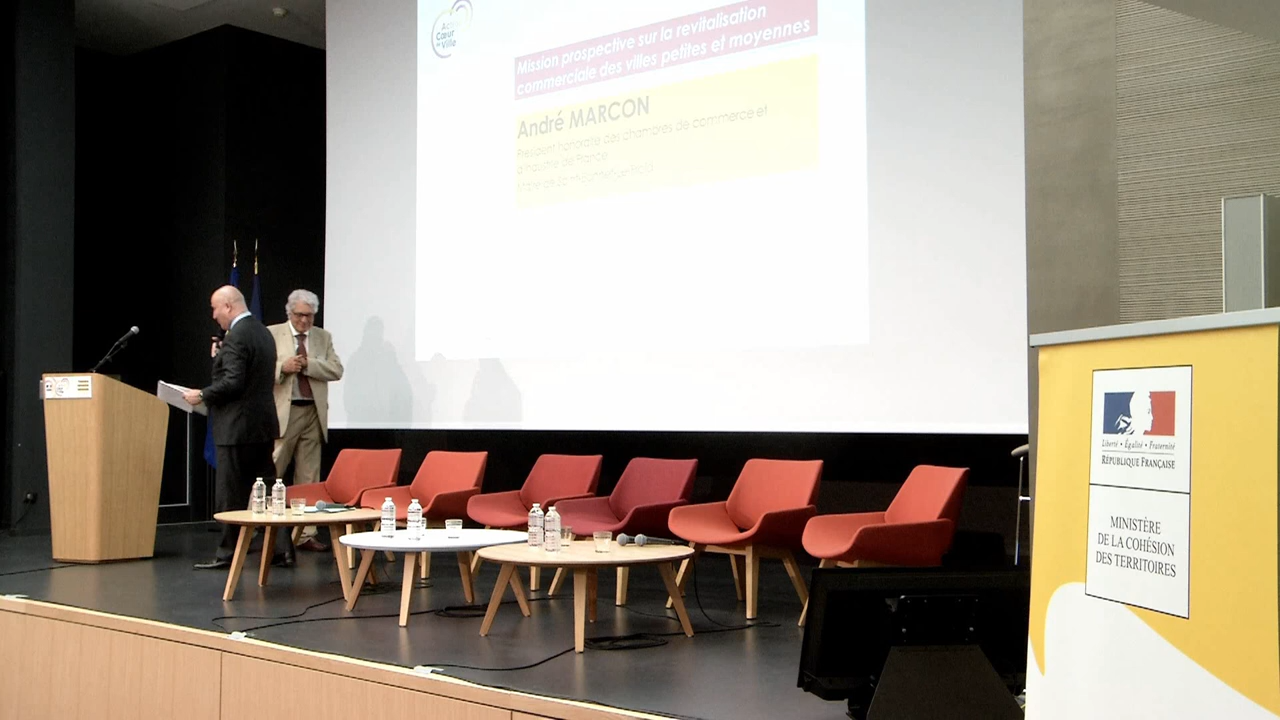 Cœur
de Ville
Mission prospective sur la revitalisation
commerciale des villes petites et moyennes
André MARCON
Président honoraire des chambres de commerce et
d'industrie de France
Liberté • Égalité • Fraternité
RÉPUBLIQUE FRANÇAISE
MINISTÈRE
DE LA COHÉSION
DES TERRITOIRES